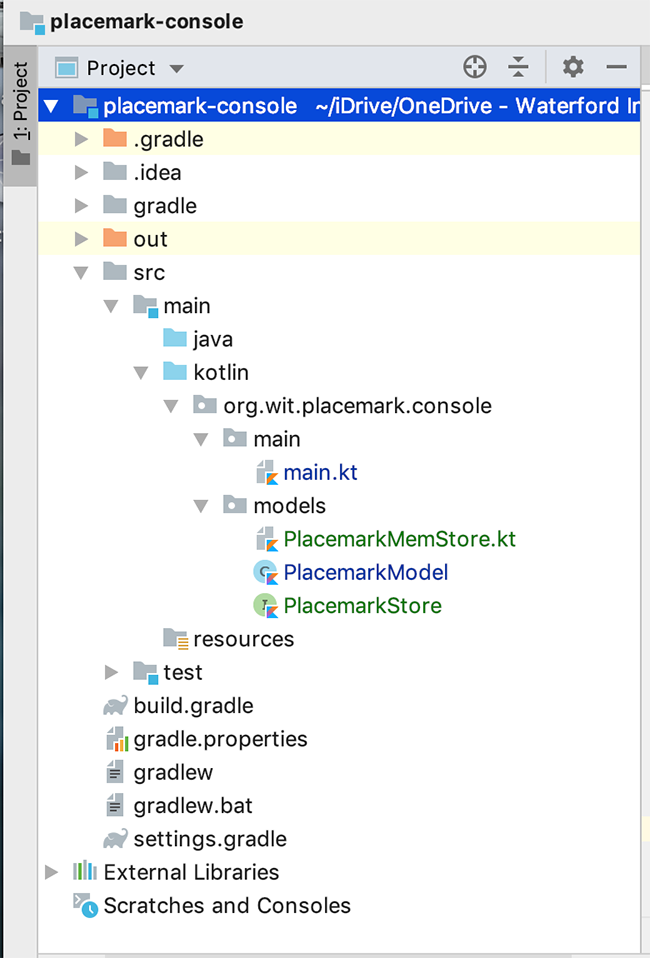 placemark-console
1: Project
Project
placemark-console ~/iDrive/OneDrive - Waterford In
.gradle
.idea
gradle
out
src
main
java
kotlin
org.wit.placemark.console
main
main.kt
models
PlacemarkMemStore.kt
PlacemarkModel
PlacemarkStore
resources
test
build.gradle
gradle.properties
gradlew
gradlew.bat
settings.gradle
External Libraries
Scratches and Consoles